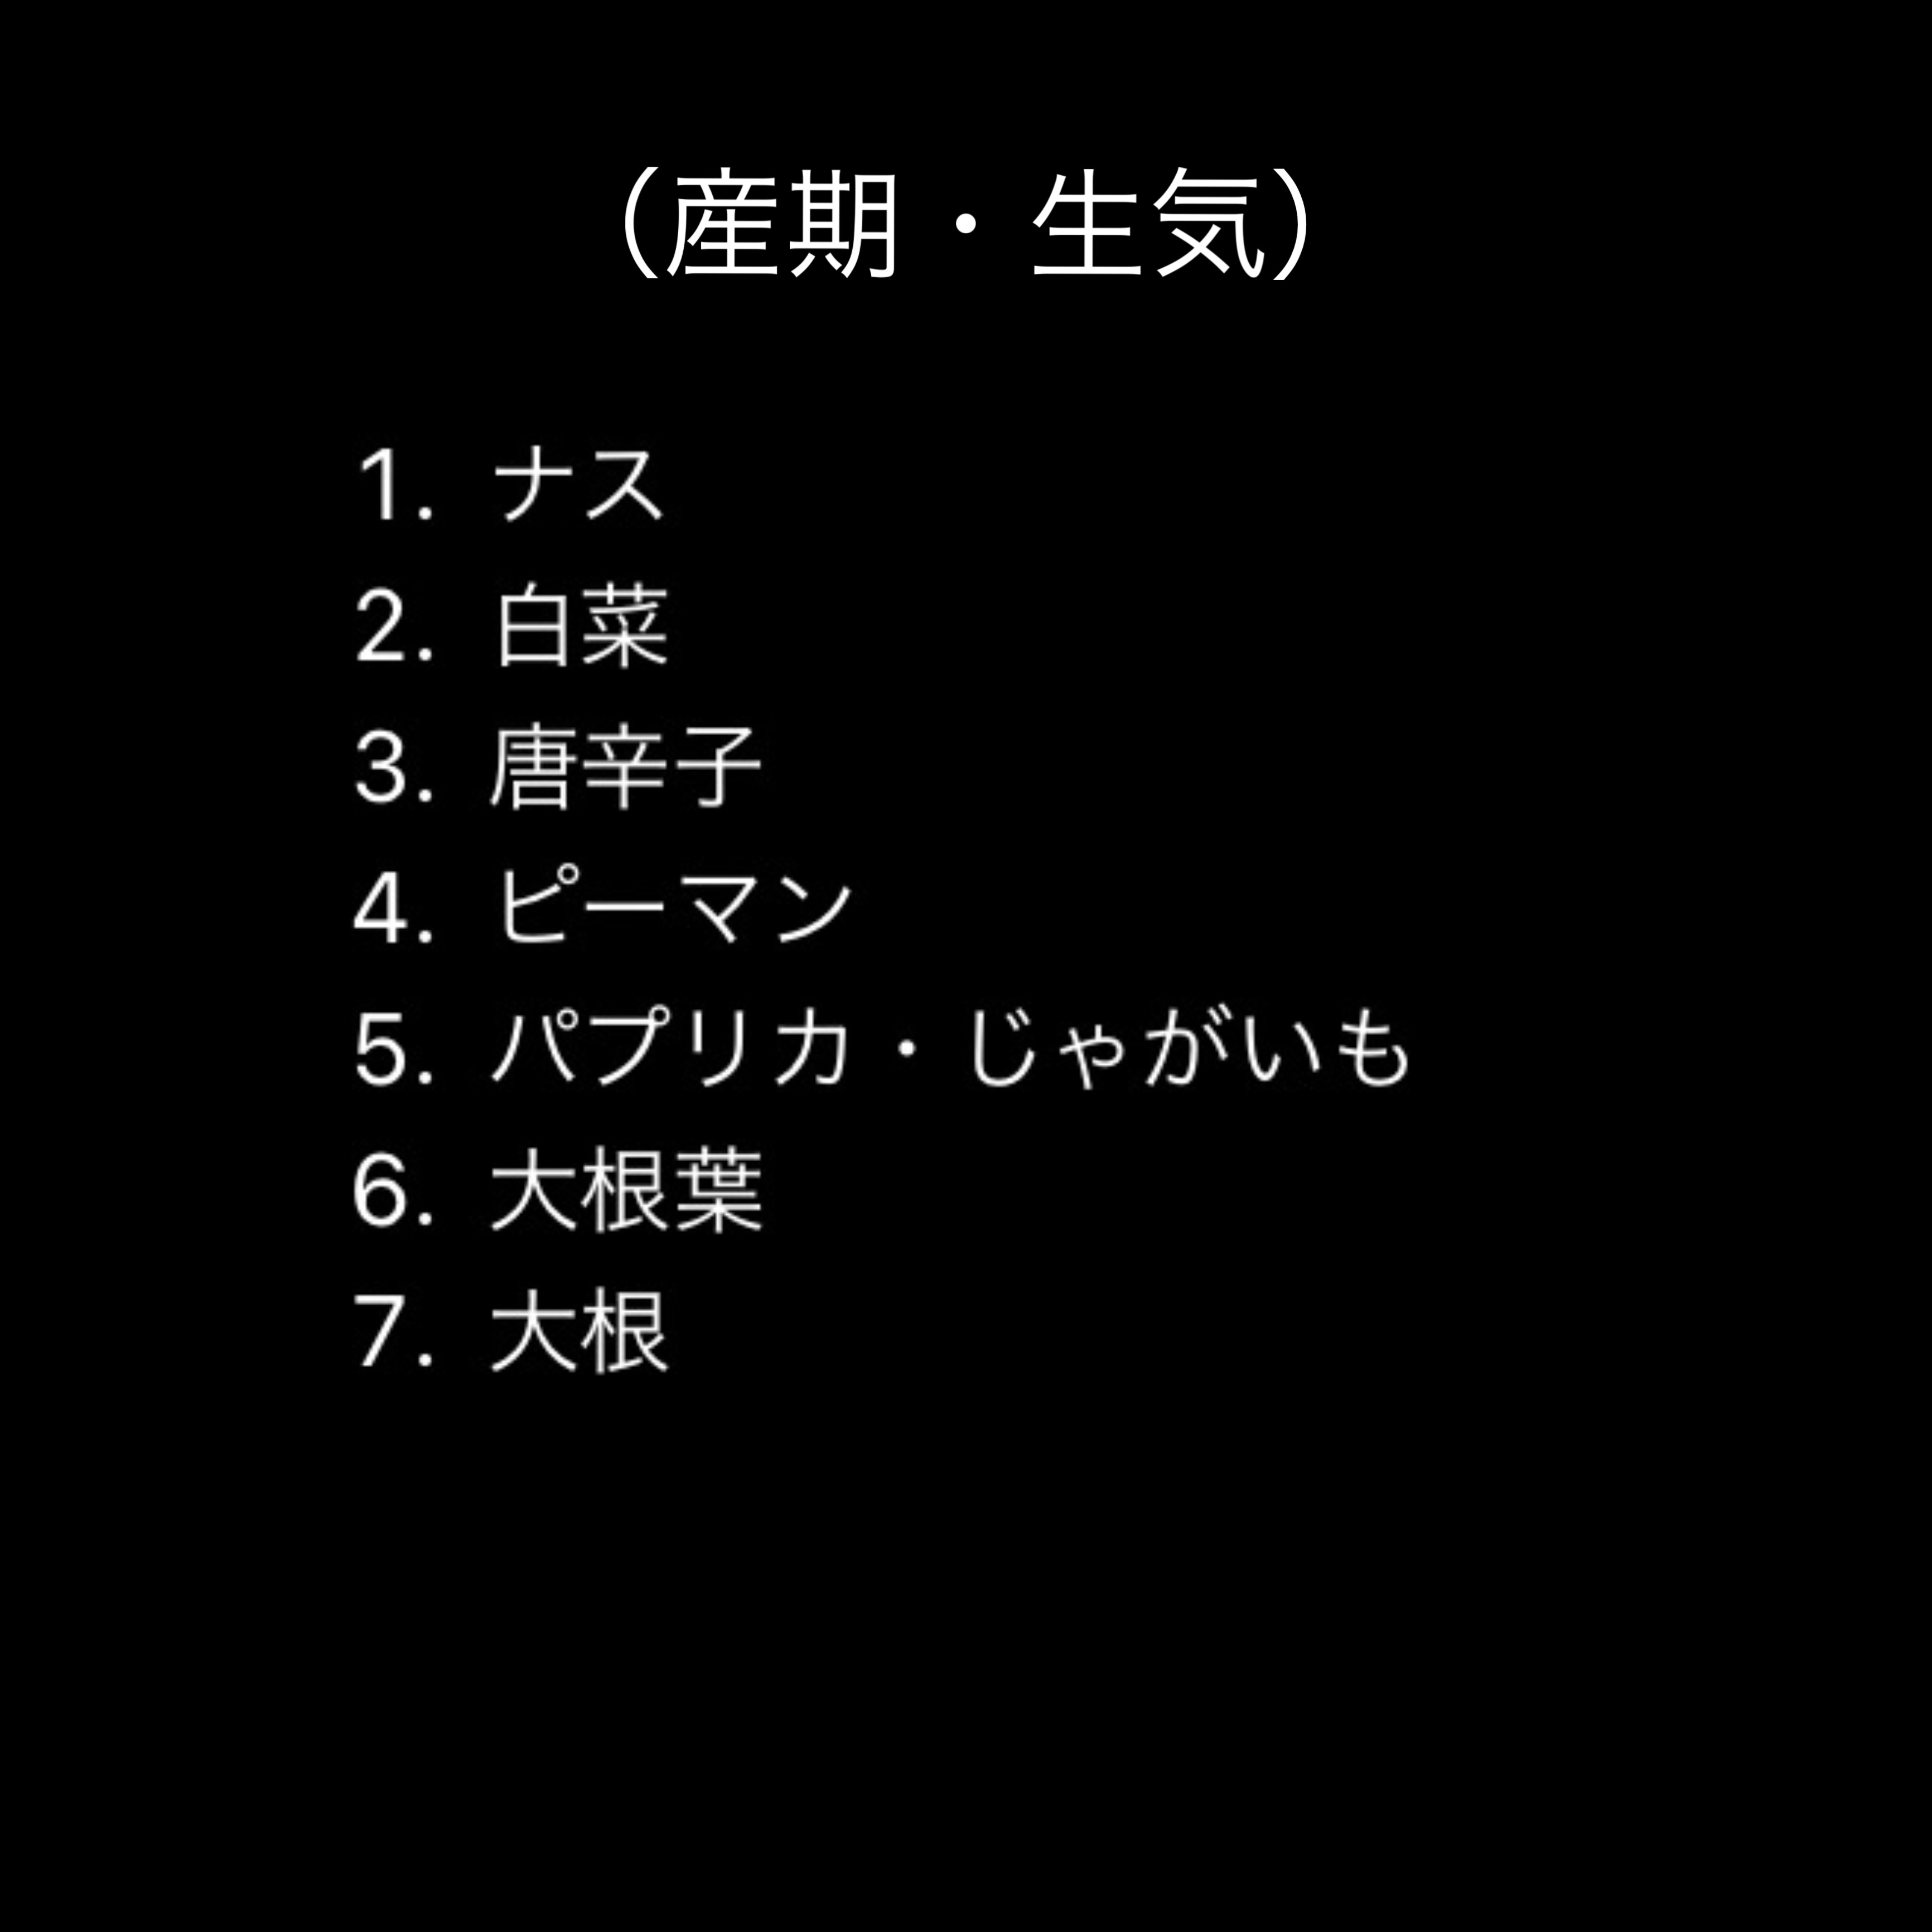 （産期・生気）
1. ナス
2. 白菜
3. 唐辛子
4. ピーマン
5. パプリカ・じゃがいも
6. 大根葉
7. 大根